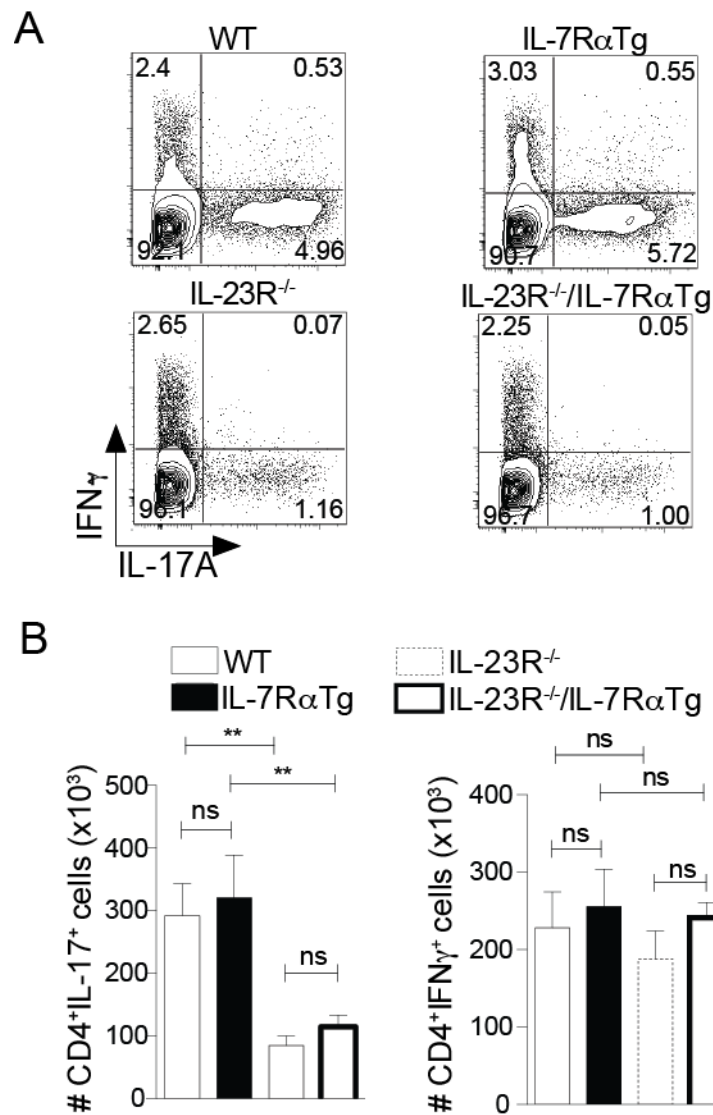 A
WT
IL-7RαTg
2.4 0.53
3.03 0.55
92.1 4.96
90.7 5.72
IL-23R-/-
IL-23R-/-/IL-7RαTg
2.65 0.07
2.25 0.05
96.1 1.16
96.7 1.00
IFNγ
IL-17A
B
WT
IL-7RαTg
IL-23R-/-
IL-23R-/-/IL-7RαTg
# CD4+IL-17+ cells (x103)
500
400
300
200
100
0
**
**
ns
ns
# CD4+IFNγ+ cells (x103)
400
300
200
100
0
ns
ns
ns
ns